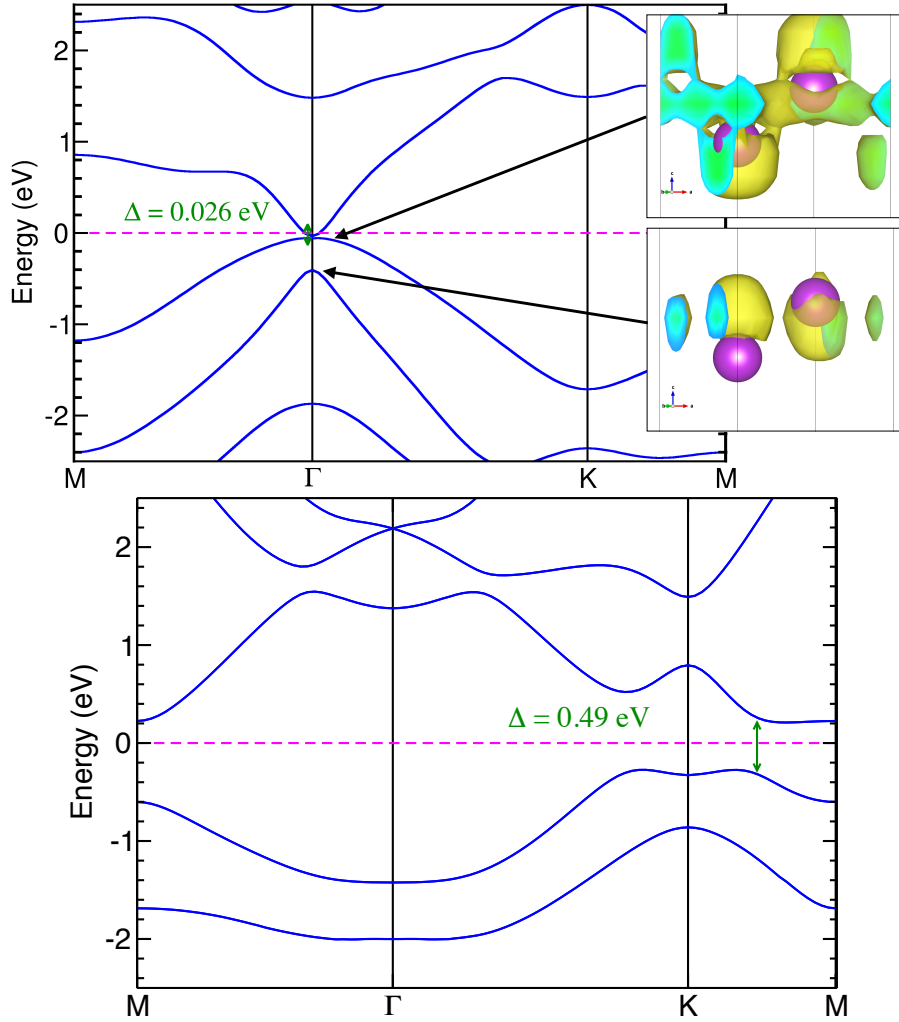 2
1
0
-1
-2
Energy (eV)
Δ = 0.026 eV
M
Γ
K
M
c
b
a
c
b
a
2
1
0
-1
-2
Energy (eV)
Δ = 0.49 eV
M
Γ
K
M